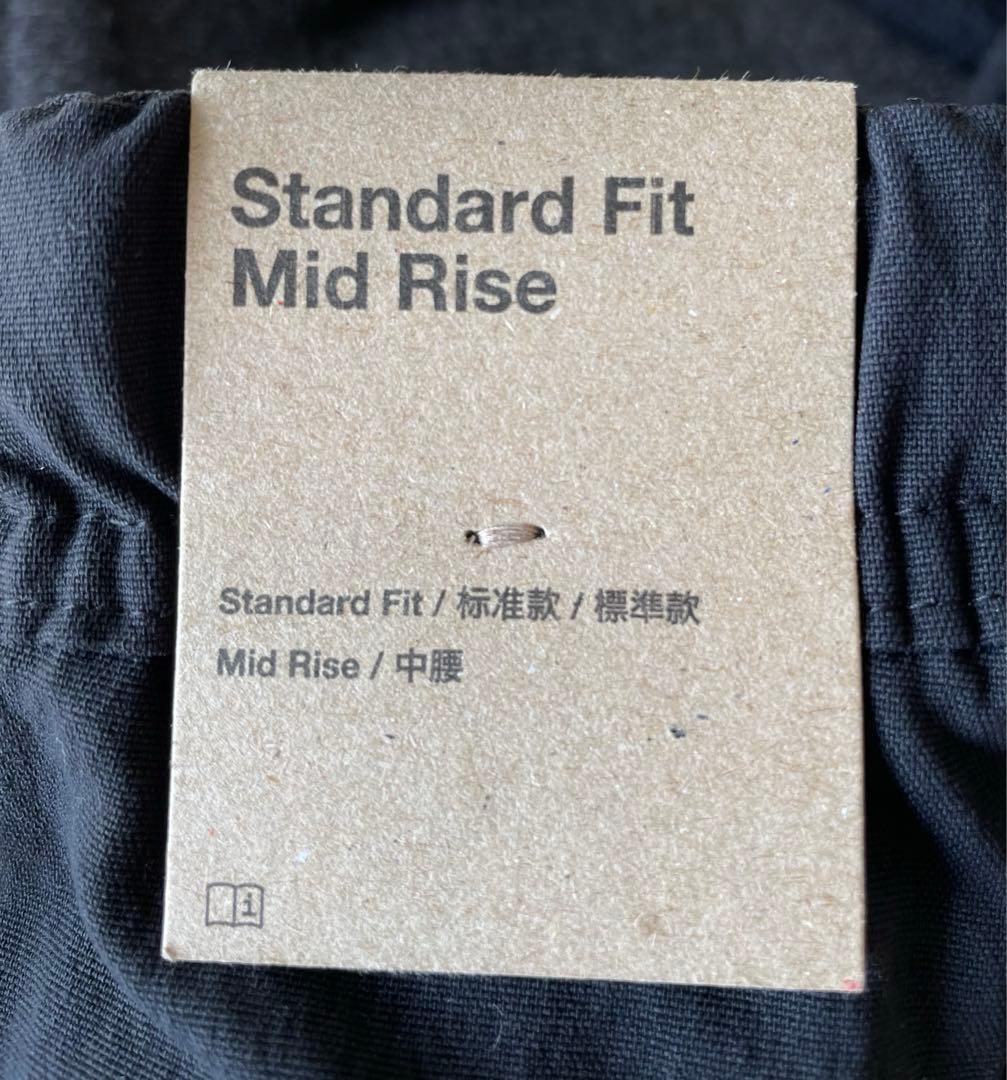 Standard Fit
Mid Rise
Standard Fit / 标准款 / 標準款
Mid Rise / 中腰
i